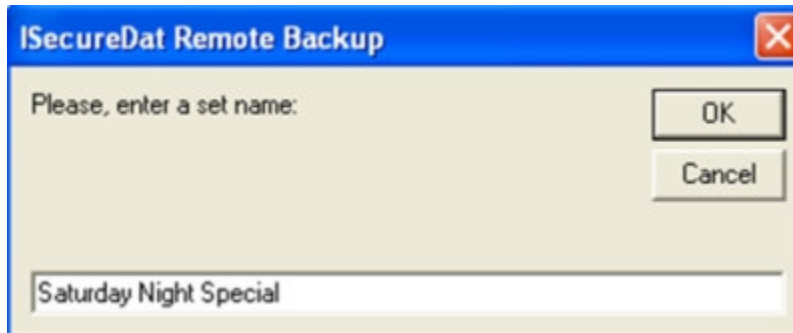 ISecureDat Remote Backup
Please, enter a set name:
OK
Cancel
Saturday Night Special